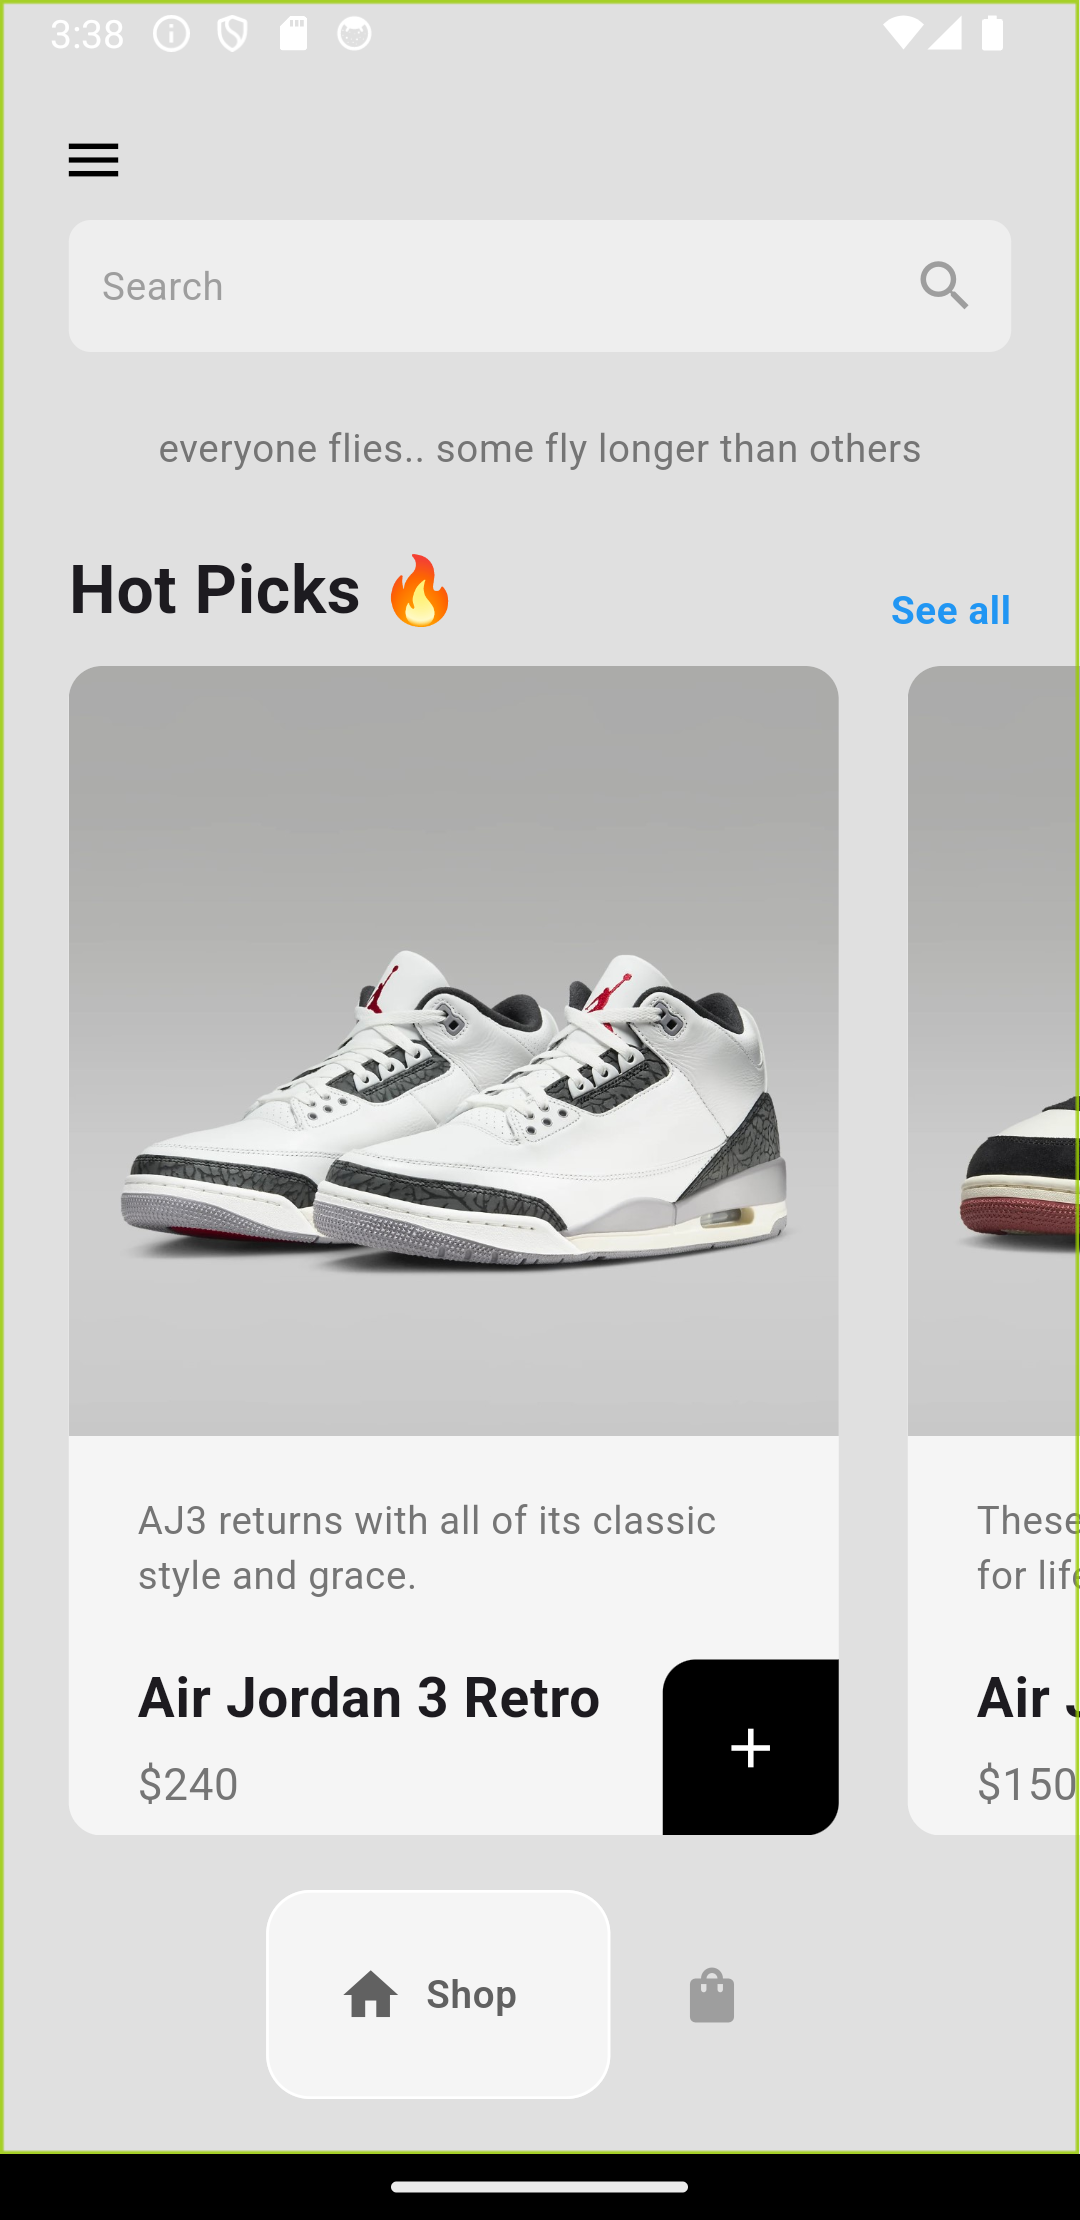 3:38
Search
everyone flies.. some fly longer than others
Hot Picks 🔥
See all
AJ3 returns with all of its classic
style and grace.
Air Jordan 3 Retro
$240
These
for life
Air J
$150
Shop